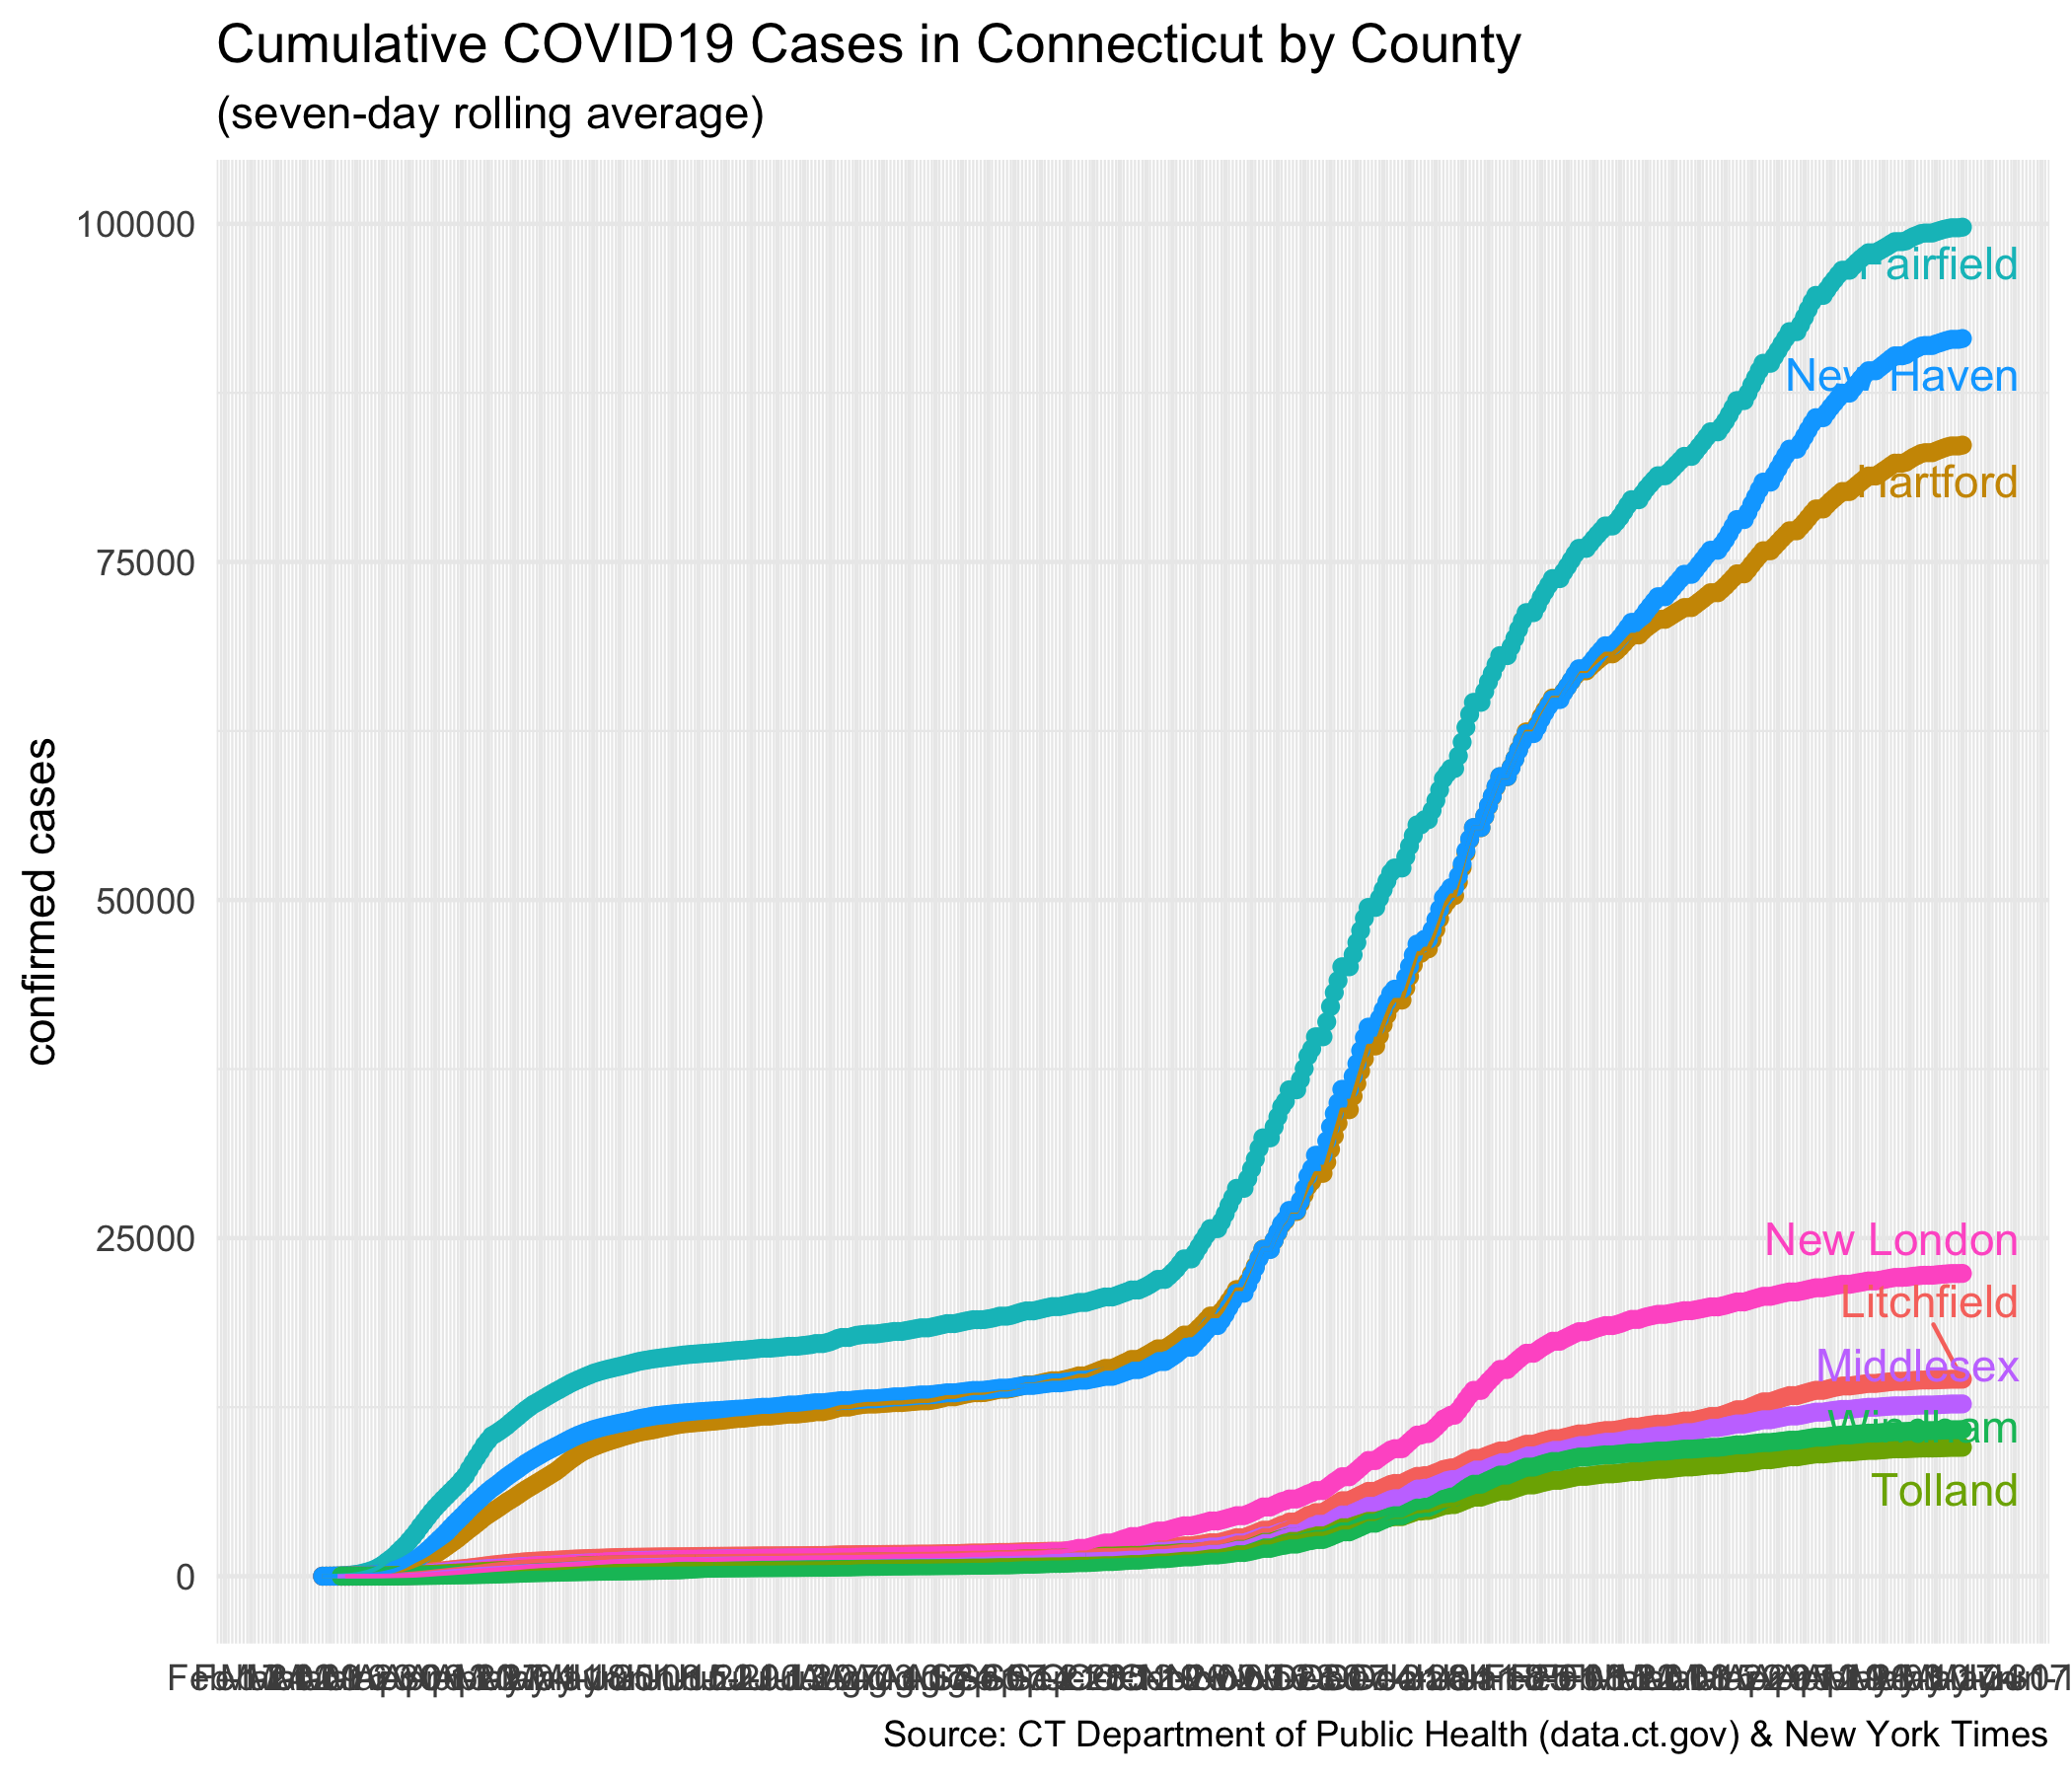 Cumulative COVID19 Cases in Connecticut by County
(seven-day rolling average)
100000
75000
50000
25000
0
confirmed cases
Fairfield
New Haven
Hartford
New London
Litchfield
Middlesex
Windham
Tolland
Source: CT Department of Public Health (data.ct.gov) & New York Times